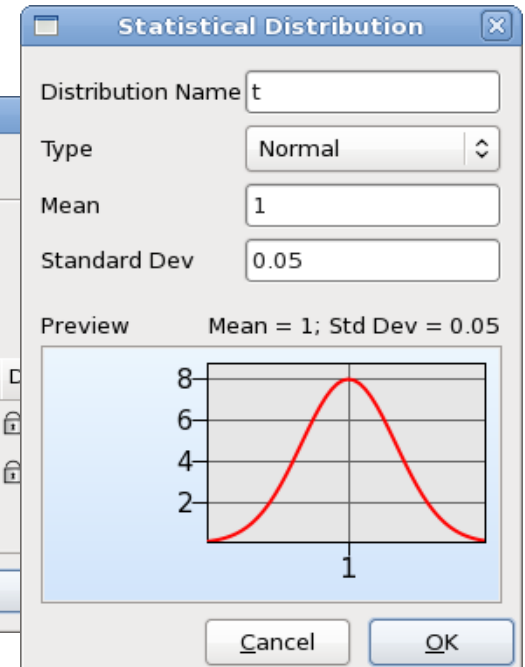 Statistical Distribution
Distribution Name t
Type Normal
Mean 1
Standard Dev 0.05
Preview Mean = 1; Std Dev = 0.05
8
6
4
2
1
Cancel OK